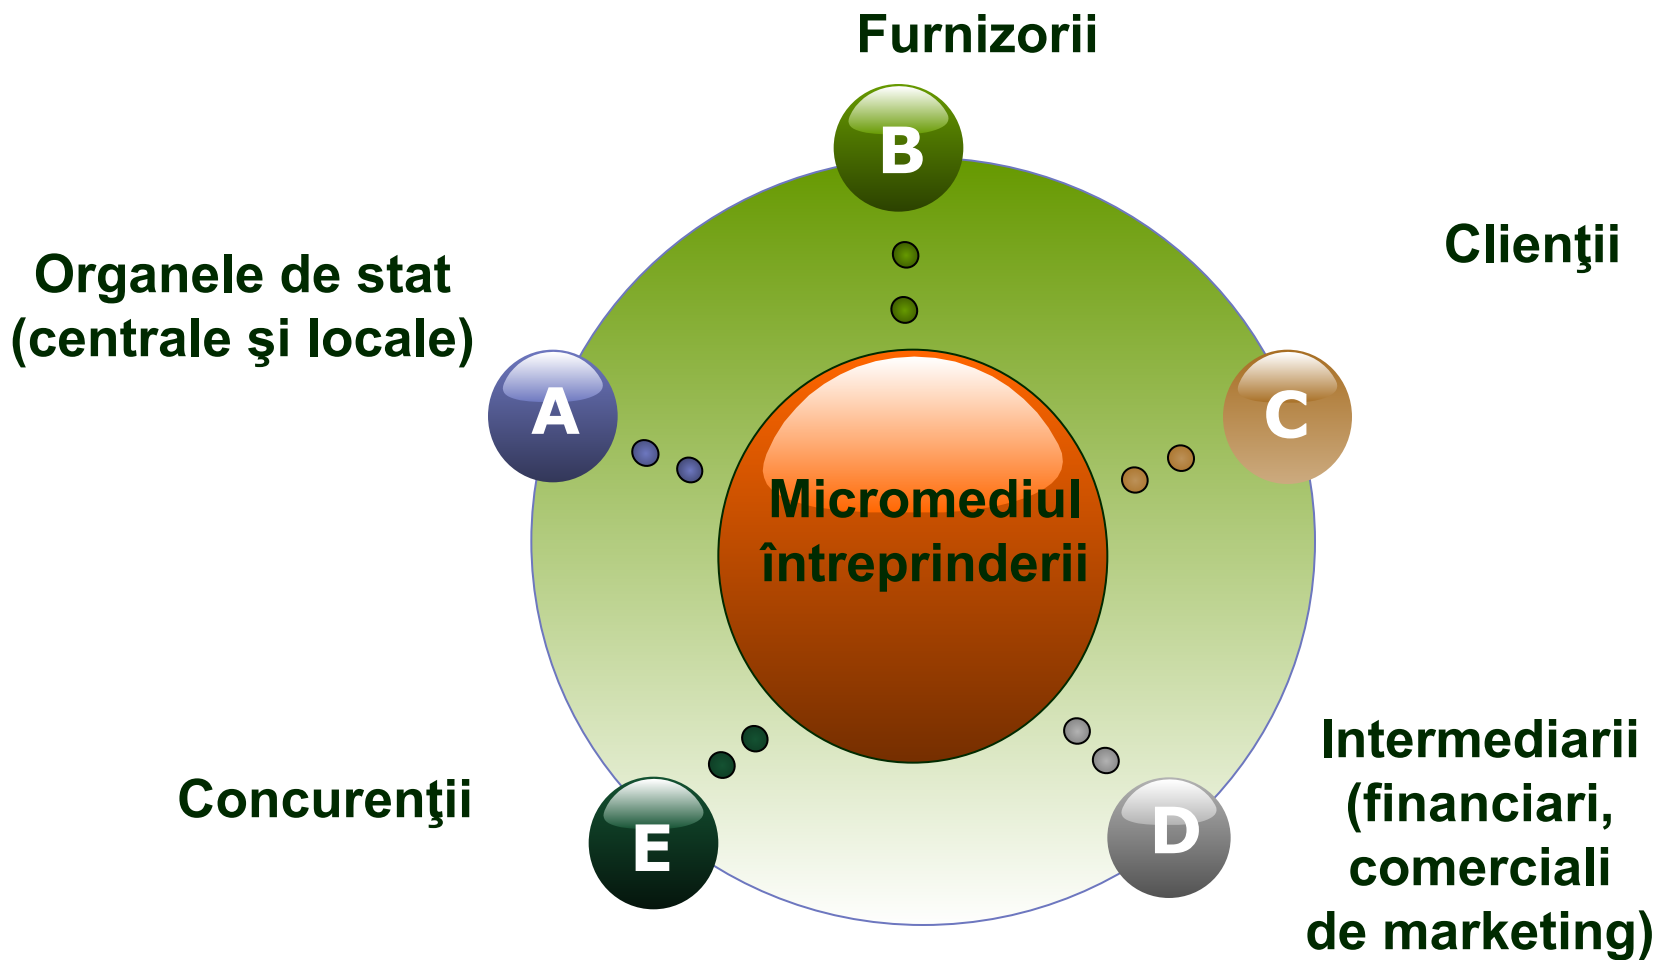 Furnizorii
B
Clienţii
Organele de stat
(centrale şi locale)
A
C
Micromediul
întreprinderii
Concurenţii
E
D
Intermediarii
(financiari,
comerciali
de marketing)